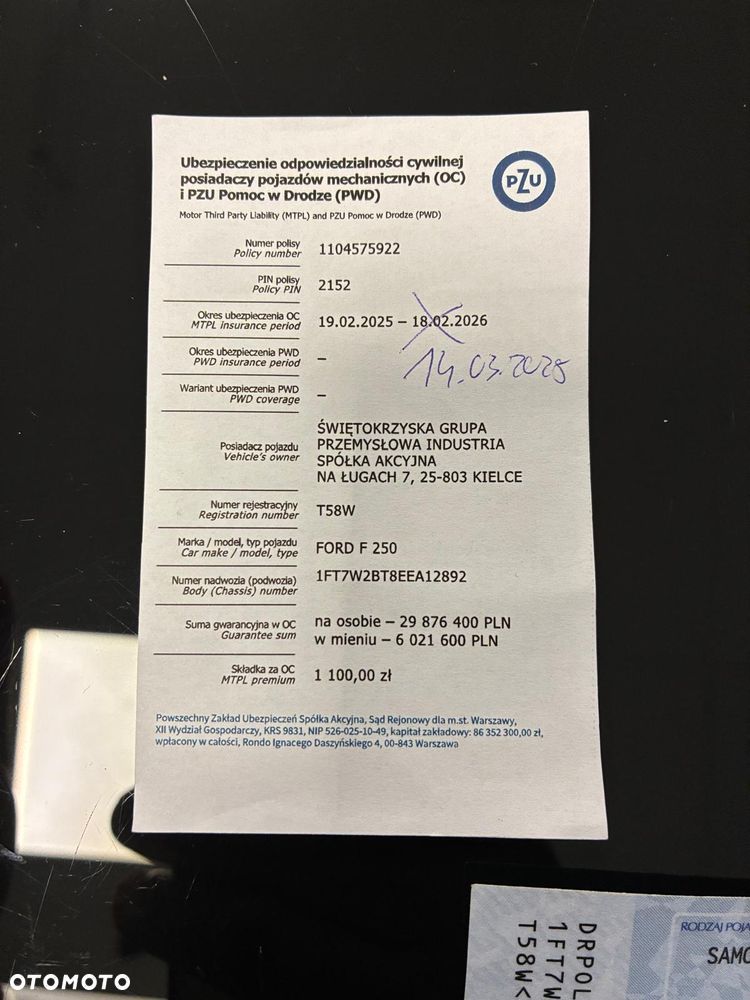 Ubezpieczenie odpowiedzialności cywilnej
posiadaczy pojazdów mechanicznych (OC)
i PZU Pomoc w Drodze (PWD)
PZU
Motor Third Party Liability (MTPL) and PZU Pomoc w Drodze (PWD)
Numer polisy
Policy number
1104575922
PIN polisy
Policy PIN
2152
Okres ubezpieczenia OC
MTPL insurance period
19.02.2025 – 18.02.2026
14.03.2025
Okres ubezpieczenia PWD
PWD insurance period
–
Wariant ubezpieczenia PWD
PWD coverage
–
Posiadacz pojazdu
Vehicle's owner
ŚWIĘTOKRZYSKA GRUPA
PRZEMYSŁOWA INDUSTRIA
SPÓŁKA AKCYJNA
NA ŁUGACH 7, 25-803 KIELCE
Numer rejestracyjny
Registration number
T58W
Marka / model, typ pojazdu
Car make / model, type
FORD F 250
Numer nadwozia (podwozia)
Body (Chassis) number
1FT7W2BT8EEA12892
Suma gwarancyjna w OC
Guarantee sum
na osobie – 29 876 400 PLN
w mieniu – 6 021 600 PLN
Składka za OC
MTPL premium
1 100,00 zł
Powszechny Zakład Ubezpieczeń Spółka Akcyjna, Sąd Rejonowy dla m.st. Warszawy,
XII Wydział Gospodarczy, KRS 9831, NIP 526-025-10-49, kapitał zakładowy: 86 352 300,00 zł,
wpłacony w całości, Rondo Ignacego Daszyńskiego 4, 00-843 Warszawa
DRPOL
1FT7W
T58W<
RODZAJ POJA
SAMO
OTOMOTO